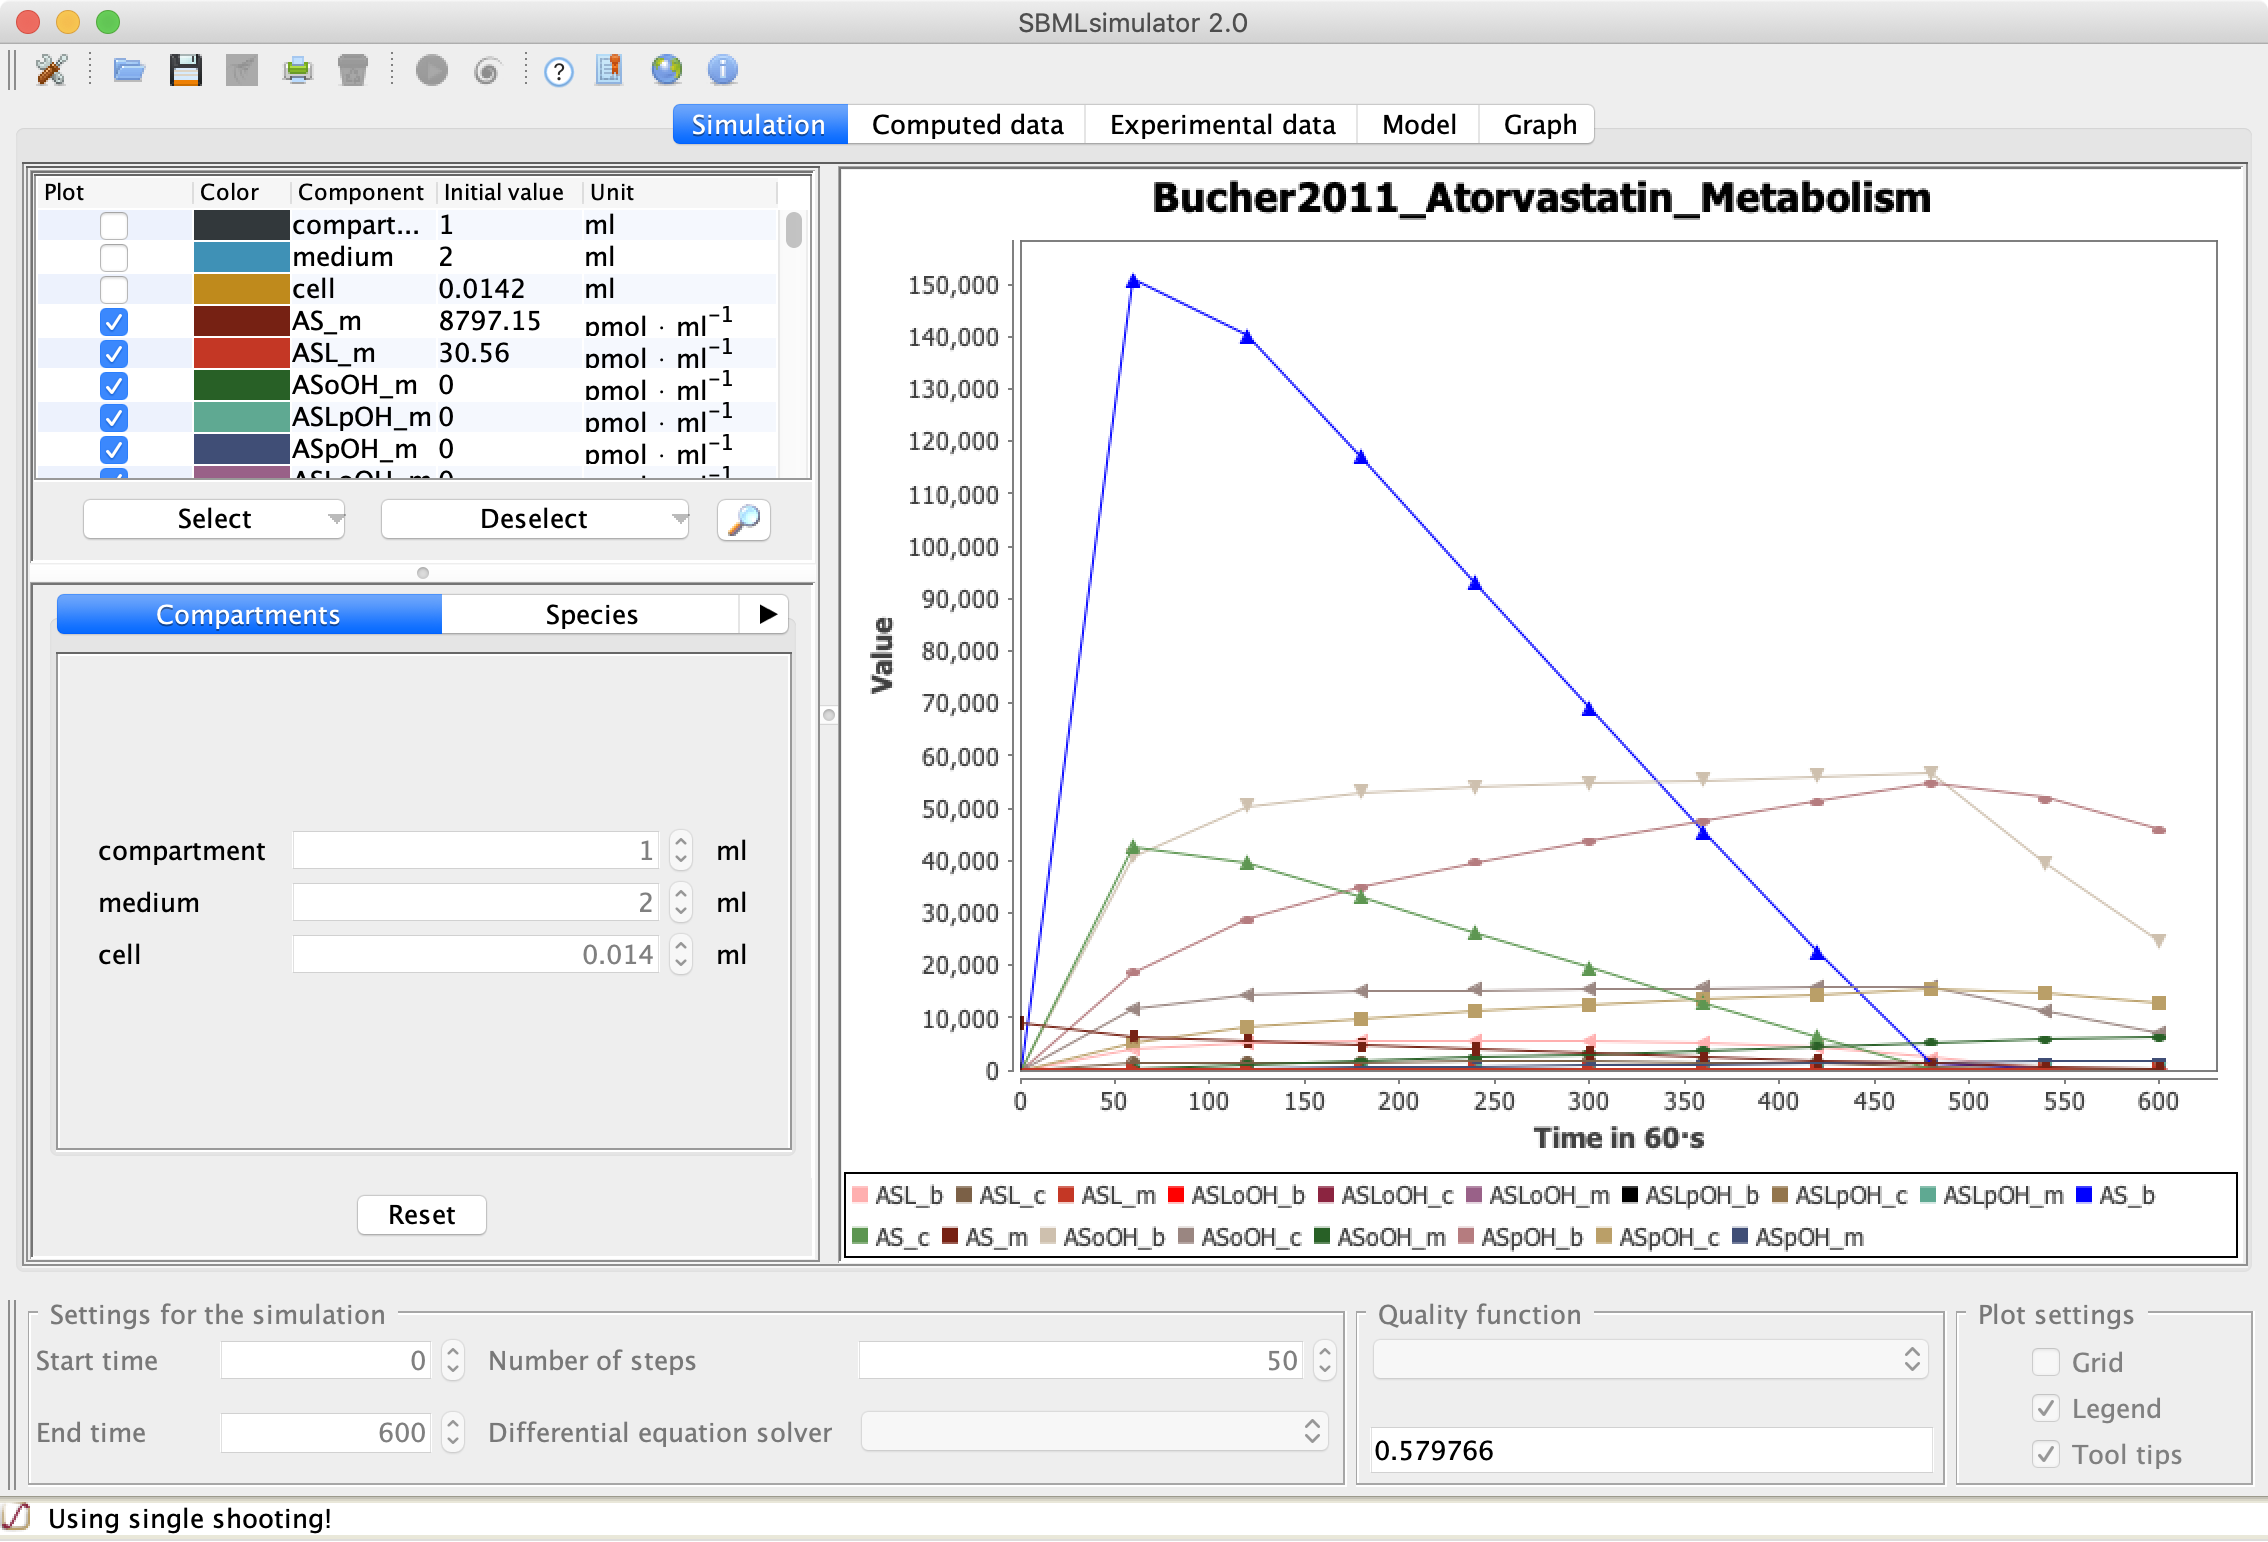 SBMLsimulator 2.0
?
i
Simulation Computed data Experimental data Model Graph
Plot Color Component Initial value Unit
compart... 1 ml
medium 2 ml
cell 0.0142 ml
AS_m 8797.15 pmol · ml⁻¹
ASL_m 30.56 pmol · ml⁻¹
ASoOH_m 0 pmol · ml⁻¹
ASLpOH_m 0 pmol · ml⁻¹
ASpOH_m 0 pmol · ml⁻¹
ASLoOH_m 0 pmol · ml⁻¹
Select Deselect
Compartments Species
compartment 1 ml
medium 2 ml
cell 0.014 ml
Reset
Bucher2011_Atorvastatin_Metabolism
Value
150,000
140,000
130,000
120,000
110,000
100,000
90,000
80,000
70,000
60,000
50,000
40,000
30,000
20,000
10,000
0
0 50 100 150 200 250 300 350 400 450 500 550 600
Time in 60·s
ASL_b ASL_c ASL_m ASLoOH_b ASLoOH_c ASLoOH_m ASLpOH_b ASLpOH_c ASLpOH_m AS_b
AS_c AS_m ASoOH_b ASoOH_c ASoOH_m ASpOH_b ASpOH_c ASpOH_m
Settings for the simulation
Start time 0 Number of steps 50
End time 600 Differential equation solver
Quality function
0.579766
Plot settings
Grid
Legend
Tool tips
Using single shooting!